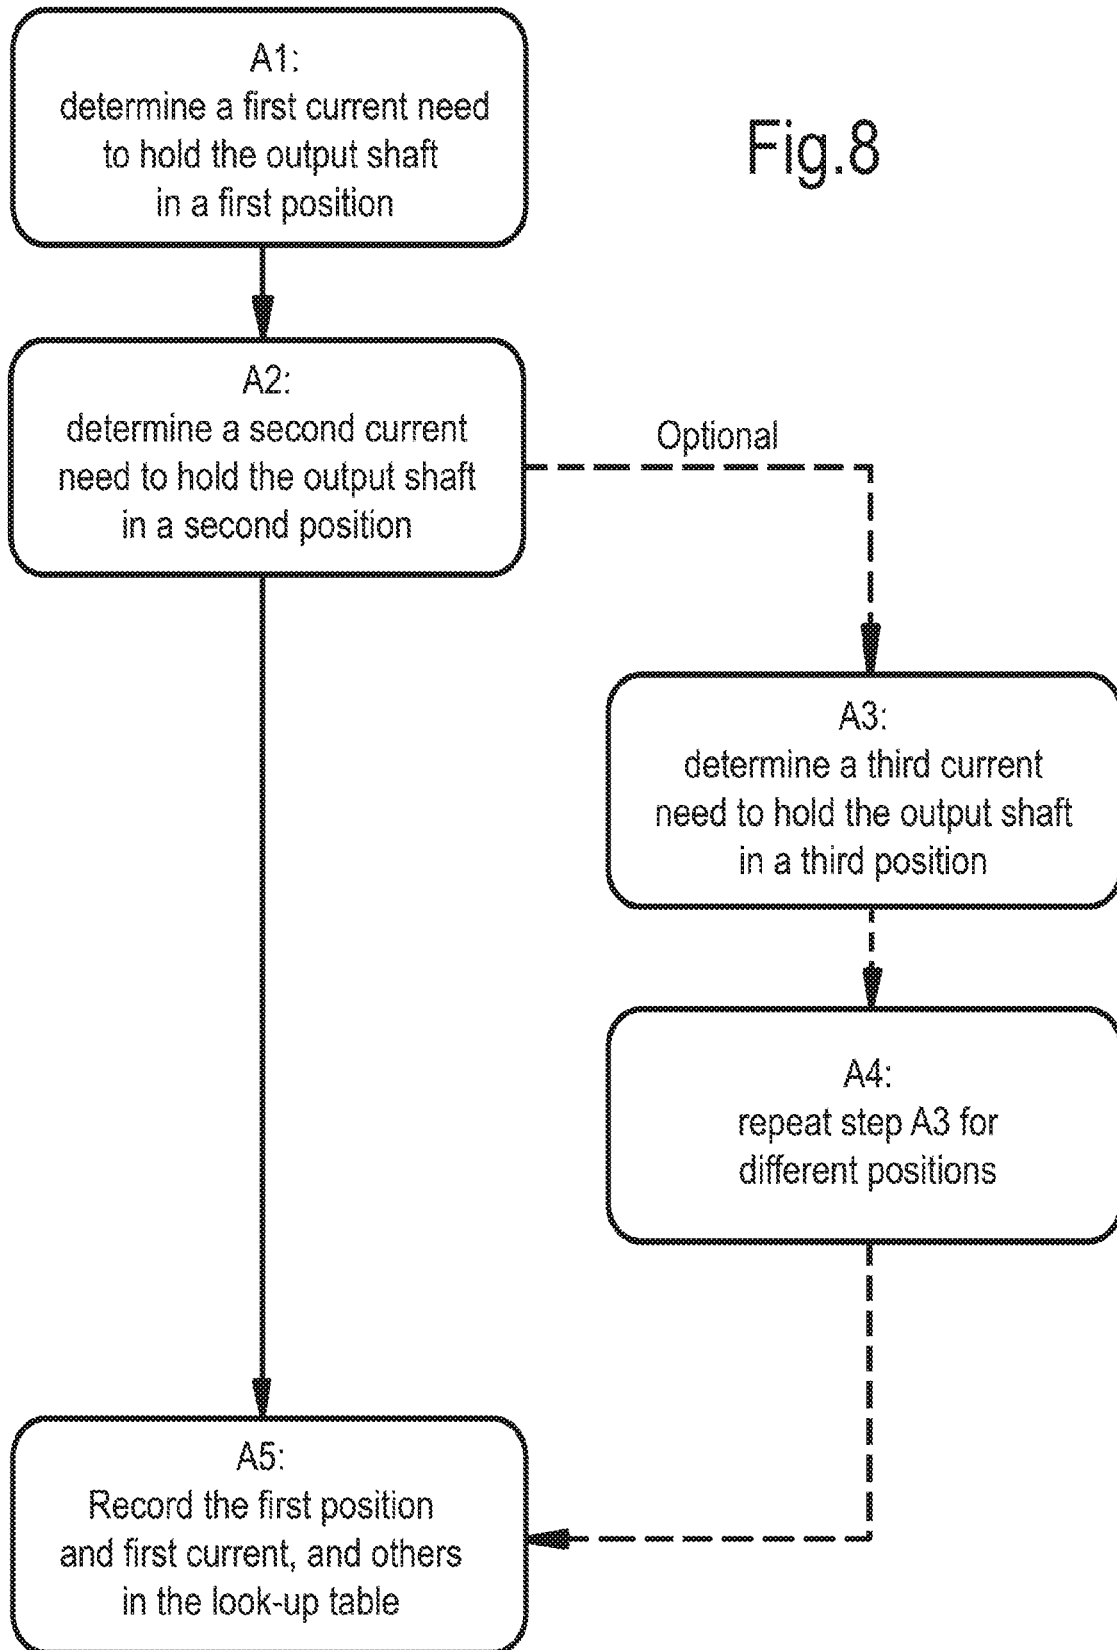 A1:
determine a first current need
to hold the output shaft
in a first position
Fig.8
A2:
determine a second current
need to hold the output shaft
in a second position
Optional
A3:
determine a third current
need to hold the output shaft
in a third position
A4:
repeat step A3 for
different positions
A5:
Record the first position
and first current, and others
in the look-up table